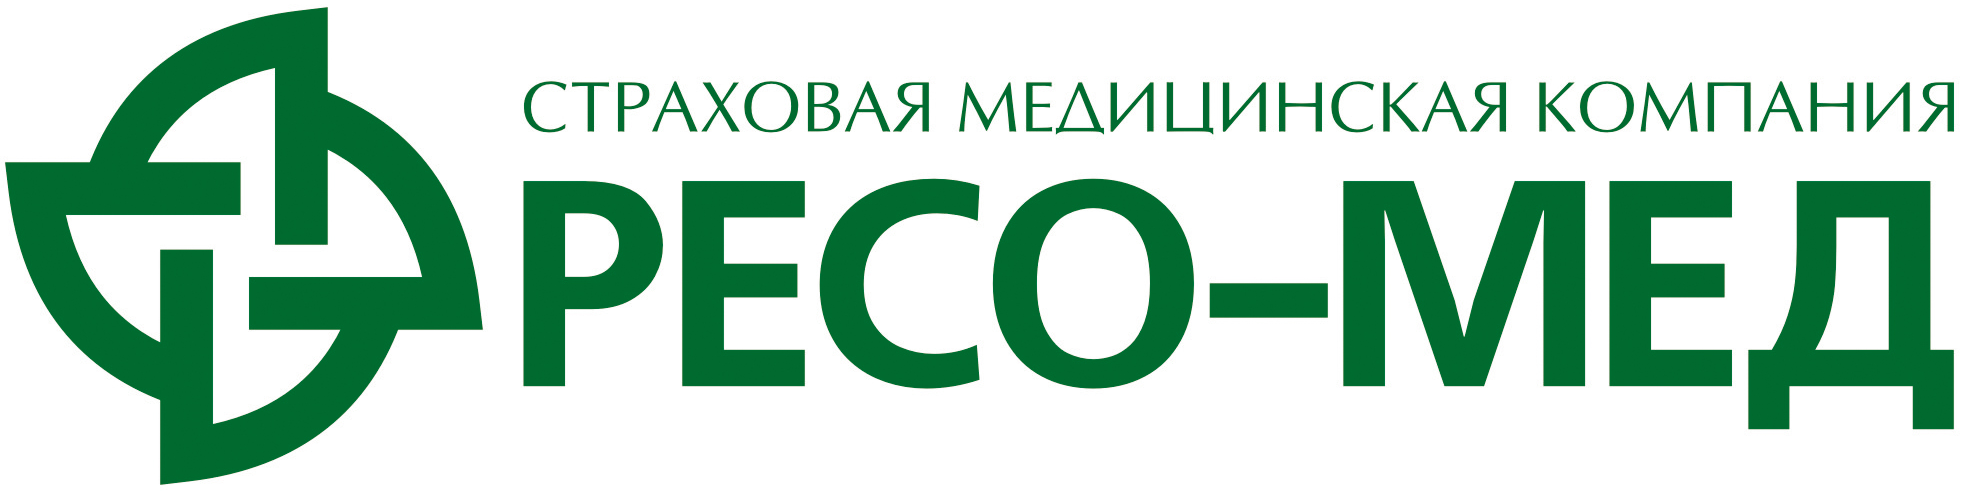 СТРАХОВАЯ МЕДИЦИНСКАЯ КОМПАНИЯ
РЕСО–МЕД